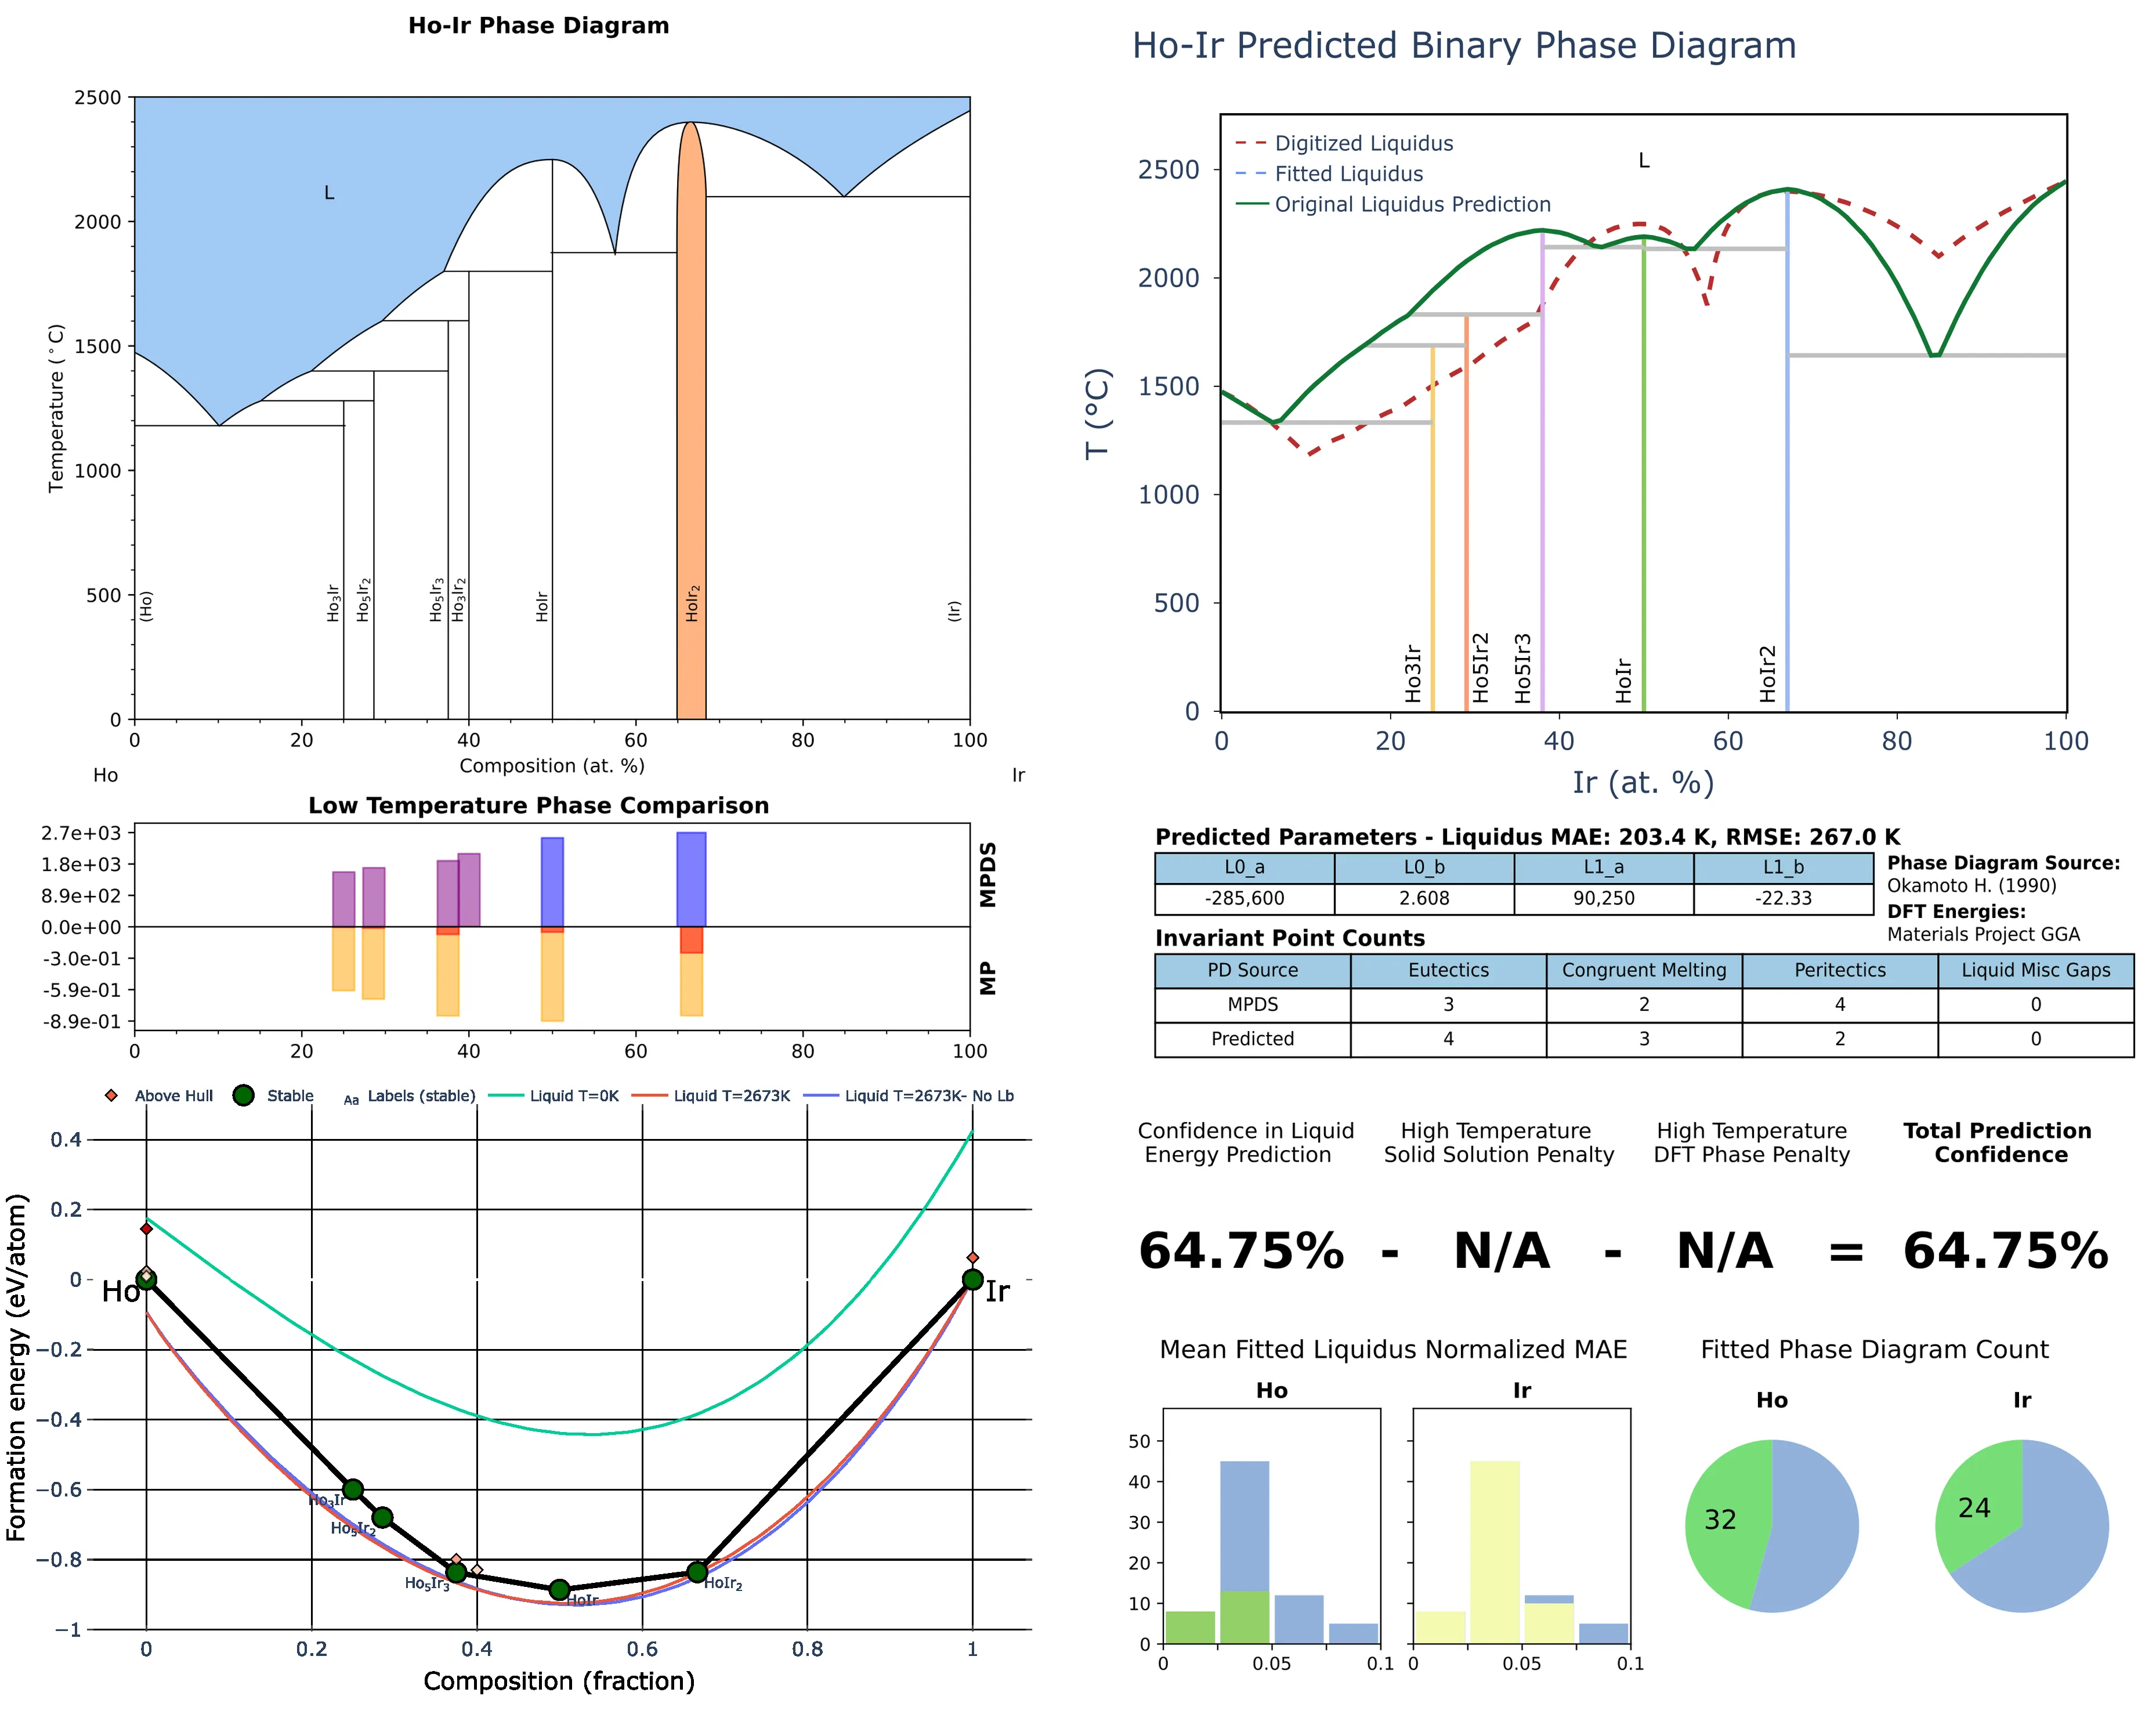 Ho-Ir Phase Diagram
2500
2000
1500
1000
500
0
Temperature (°C)
L
(Ho)
Ho3Ir
Ho5Ir2
Ho5Ir3
Ho3Ir2
HoIr
HoIr2
(Ir)
0 20 40 60 80 100
Composition (at. %)
Ho Ir
Low Temperature Phase Comparison
2.7e+03
1.8e+03
8.9e+02
0.0e+00
-3.0e-01
-5.9e-01
-8.9e-01
MPDS
MP
0 20 40 60 80 100
Above Hull Stable Aa Labels (stable) Liquid T=0K Liquid T=2673K Liquid T=2673K- No Lb
0.4
0.2
0
−0.2
−0.4
−0.6
−0.8
−1
Formation energy (eV/atom)
Ho
Ir
Ho3Ir
Ho5Ir2
Ho5Ir3
HoIr
HoIr2
0 0.2 0.4 0.6 0.8 1
Composition (fraction)
Ho-Ir Predicted Binary Phase Diagram
Digitized Liquidus
Fitted Liquidus
Original Liquidus Prediction
L
2500
2000
1500
1000
500
0
T (°C)
Ho3Ir
Ho5Ir2
Ho5Ir3
HoIr
HoIr2
0 20 40 60 80 100
Ir (at. %)
Predicted Parameters - Liquidus MAE: 203.4 K, RMSE: 267.0 K
L0_a L0_b L1_a L1_b
-285,600 2.608 90,250 -22.33
Phase Diagram Source:
Okamoto H. (1990)
DFT Energies:
Materials Project GGA
Invariant Point Counts
PD Source Eutectics Congruent Melting Peritectics Liquid Misc Gaps
MPDS 3 2 4 0
Predicted 4 3 2 0
Confidence in Liquid
Energy Prediction
High Temperature
Solid Solution Penalty
High Temperature
DFT Phase Penalty
Total Prediction
Confidence
64.75% - N/A - N/A = 64.75%
Mean Fitted Liquidus Normalized MAE
Ho Ir
50
40
30
20
10
0
0 0.05 0.1
0 0.05 0.1
Fitted Phase Diagram Count
Ho Ir
32 24